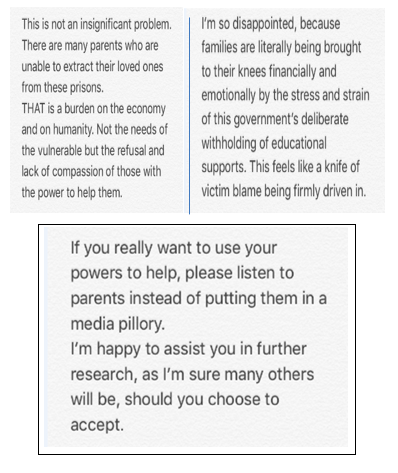 This is not an insignificant problem.
There are many parents who are
unable to extract their loved ones
from these prisons.
THAT is a burden on the economy
and on humanity. Not the needs of
the vulnerable but the refusal and
lack of compassion of those with
the power to help them.
I'm so disappointed, because
families are literally being brought
to their knees financially and
emotionally by the stress and strain
of this government's deliberate
withholding of educational
supports. This feels like a knife of
victim blame being firmly driven in.
If you really want to use your
powers to help, please listen to
parents instead of putting them in a
media pillory.
I'm happy to assist you in further
research, as I'm sure many others
will be, should you choose to
accept.